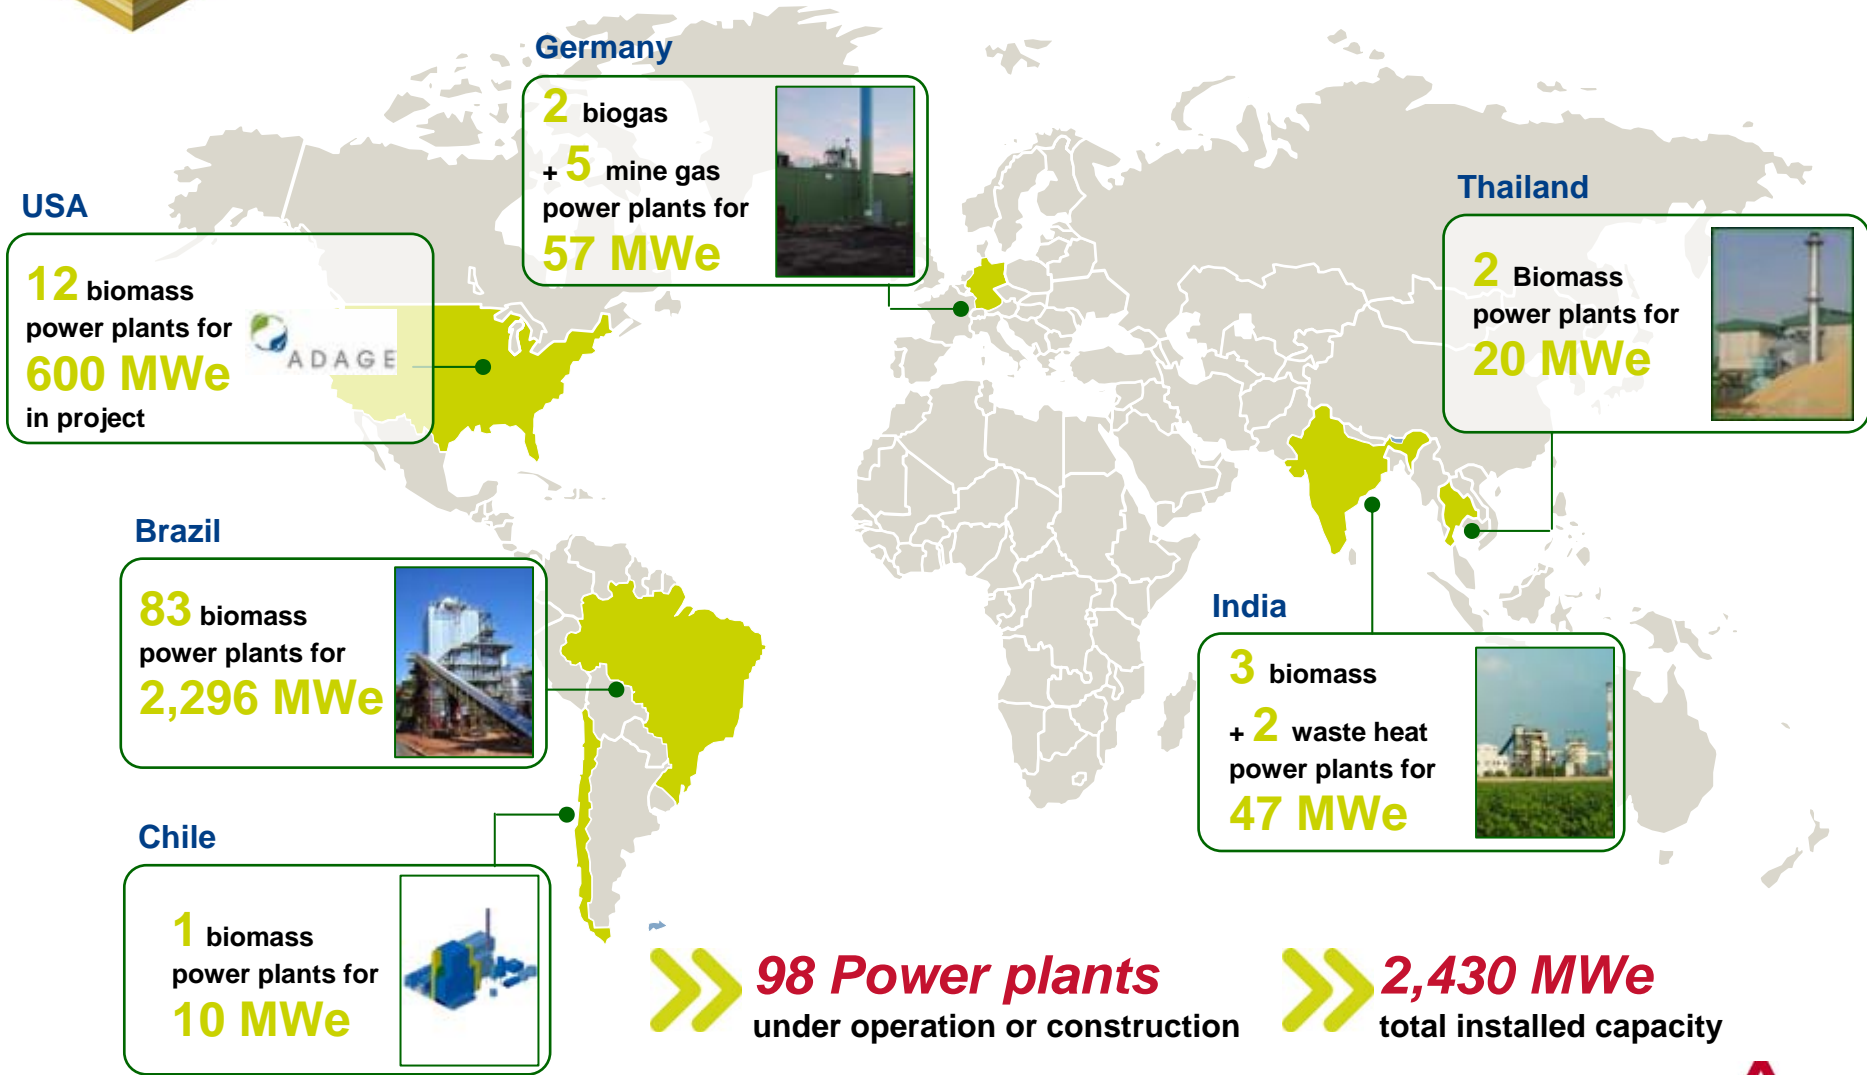 Germany
2 biogas
+ 5 mine gas
power plants for
57 MWe
USA
12 biomass
power plants for
600 MWe
in project
ADAGE
Thailand
2 Biomass
power plants for
20 MWe
Brazil
83 biomass
power plants for
2,296 MWe
India
3 biomass
+ 2 waste heat
power plants for
47 MWe
Chile
1 biomass
power plants for
10 MWe
98 Power plants
under operation or construction
2,430 MWe
total installed capacity